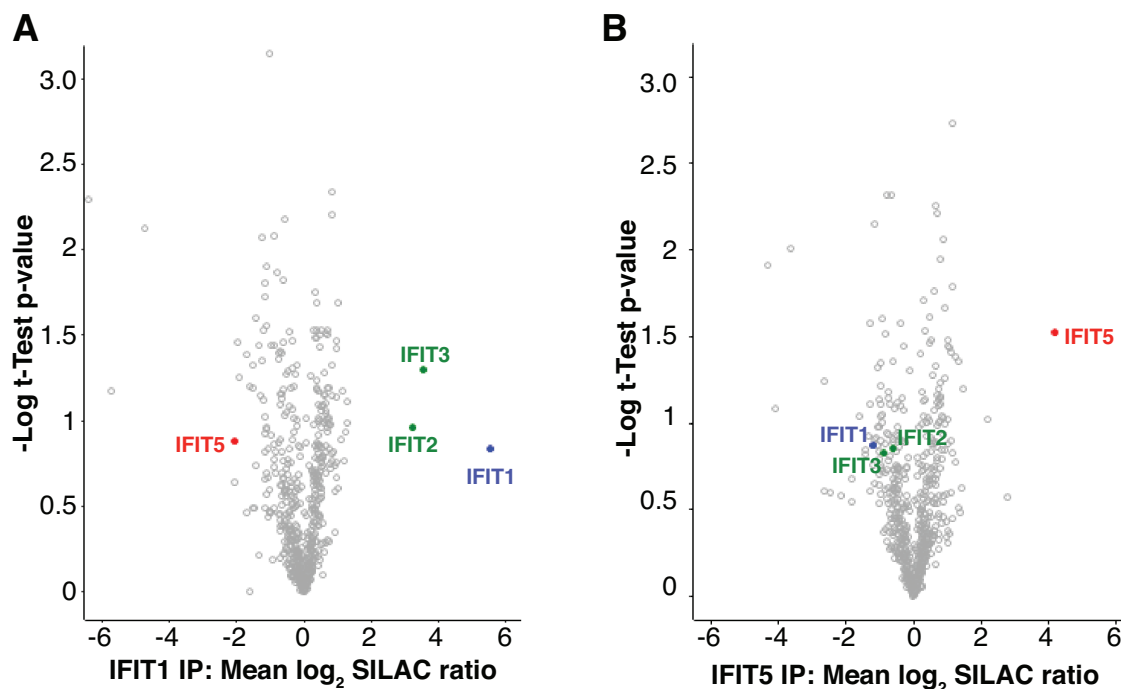 A
3.0
2.5
2
1.5
1
0.5
0
-Log t-Test p-value
IFIT3
IFIT2
IFIT5
IFIT1
-6 -4 -2 0 2 4 6
IFIT1 IP: Mean log2 SILAC ratio
B
3.0
2.5
2
1.5
1
0.5
0
-Log t-Test p-value
IFIT5
IFIT1
IFIT2
IFIT3
-6 -4 -2 0 2 4 6
IFIT5 IP: Mean log2 SILAC ratio